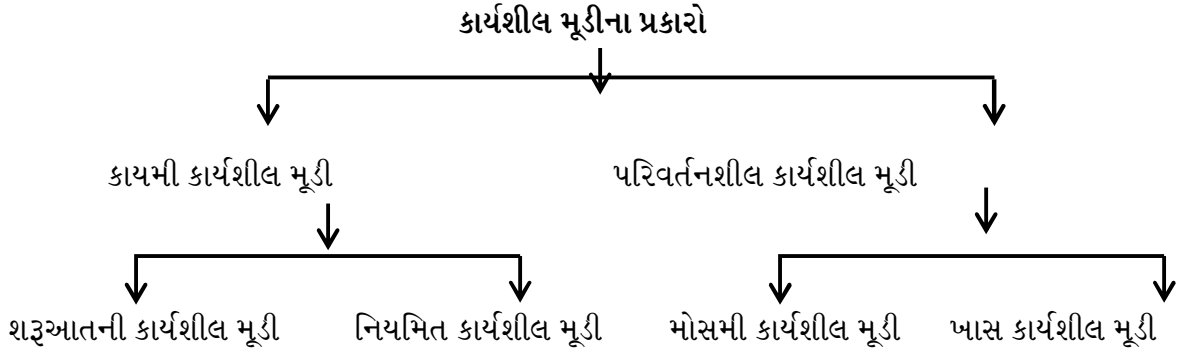 કાર્યશીલ મૂડીના પ્રકારો
કાયમી કાર્યશીલ મૂડી પરિવર્તનશીલ કાર્યશીલ મૂડી
શરૂઆતની કાર્યશીલ મૂડી નિયમિત કાર્યશીલ મૂડી મોસમી કાર્યશીલ મૂડી ખાસ કાર્યશીલ મૂડી